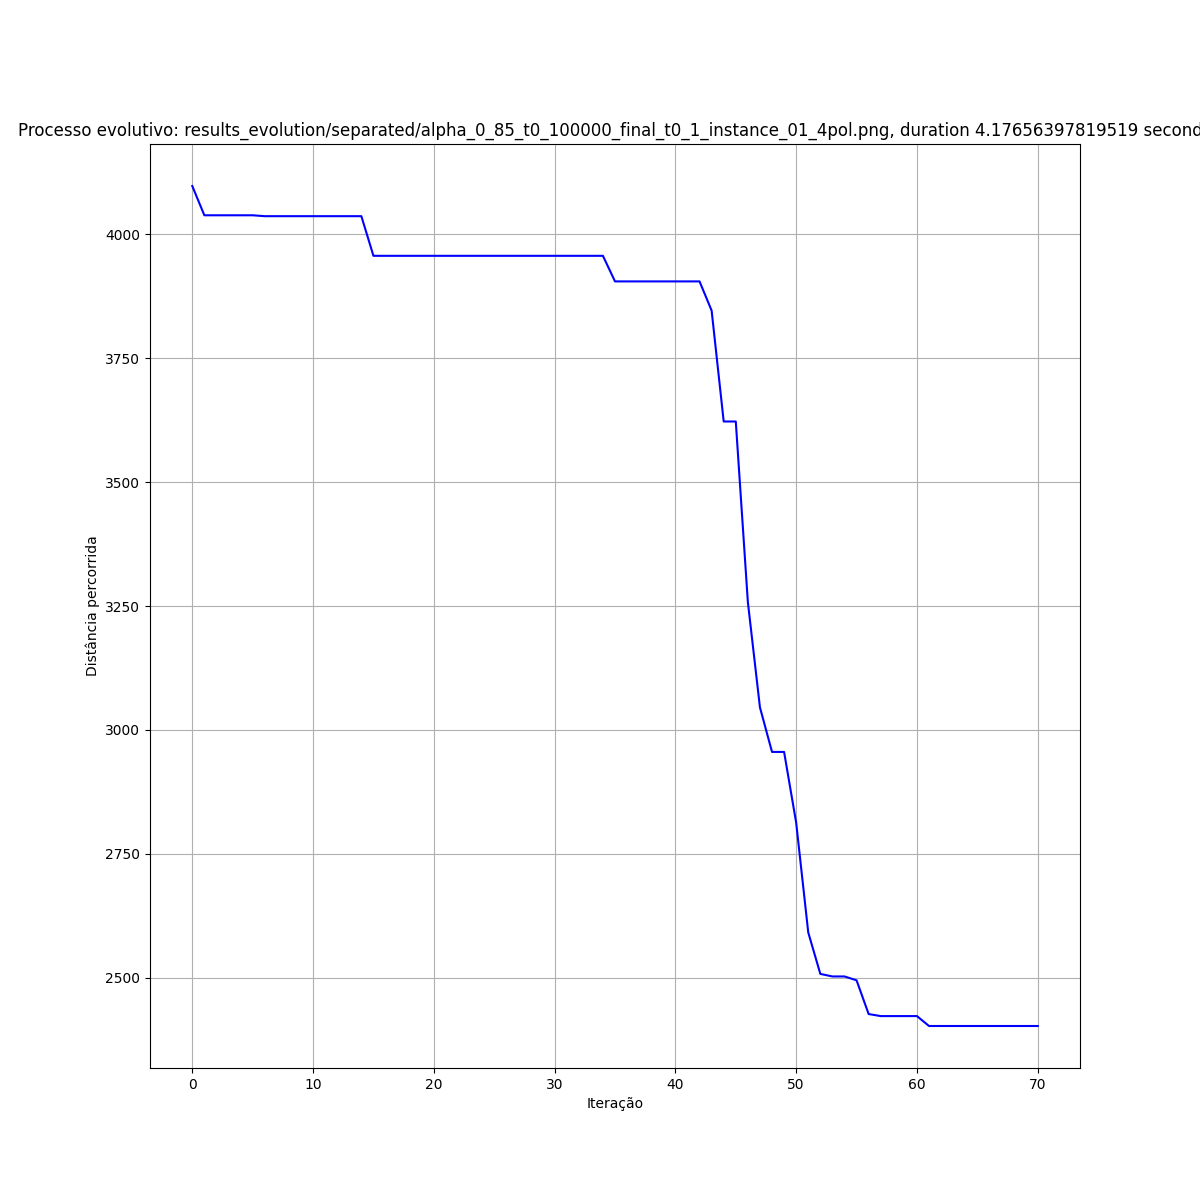 Processo evolutivo: results_evolution/separated/alpha_0_85_t0_100000_final_t0_1_instance_01_4pol.png, duration 4.17656397819519 second
4000
3750
3500
3250
3000
2750
2500
Distância percorrida
0 10 20 30 40 50 60 70
Iteração